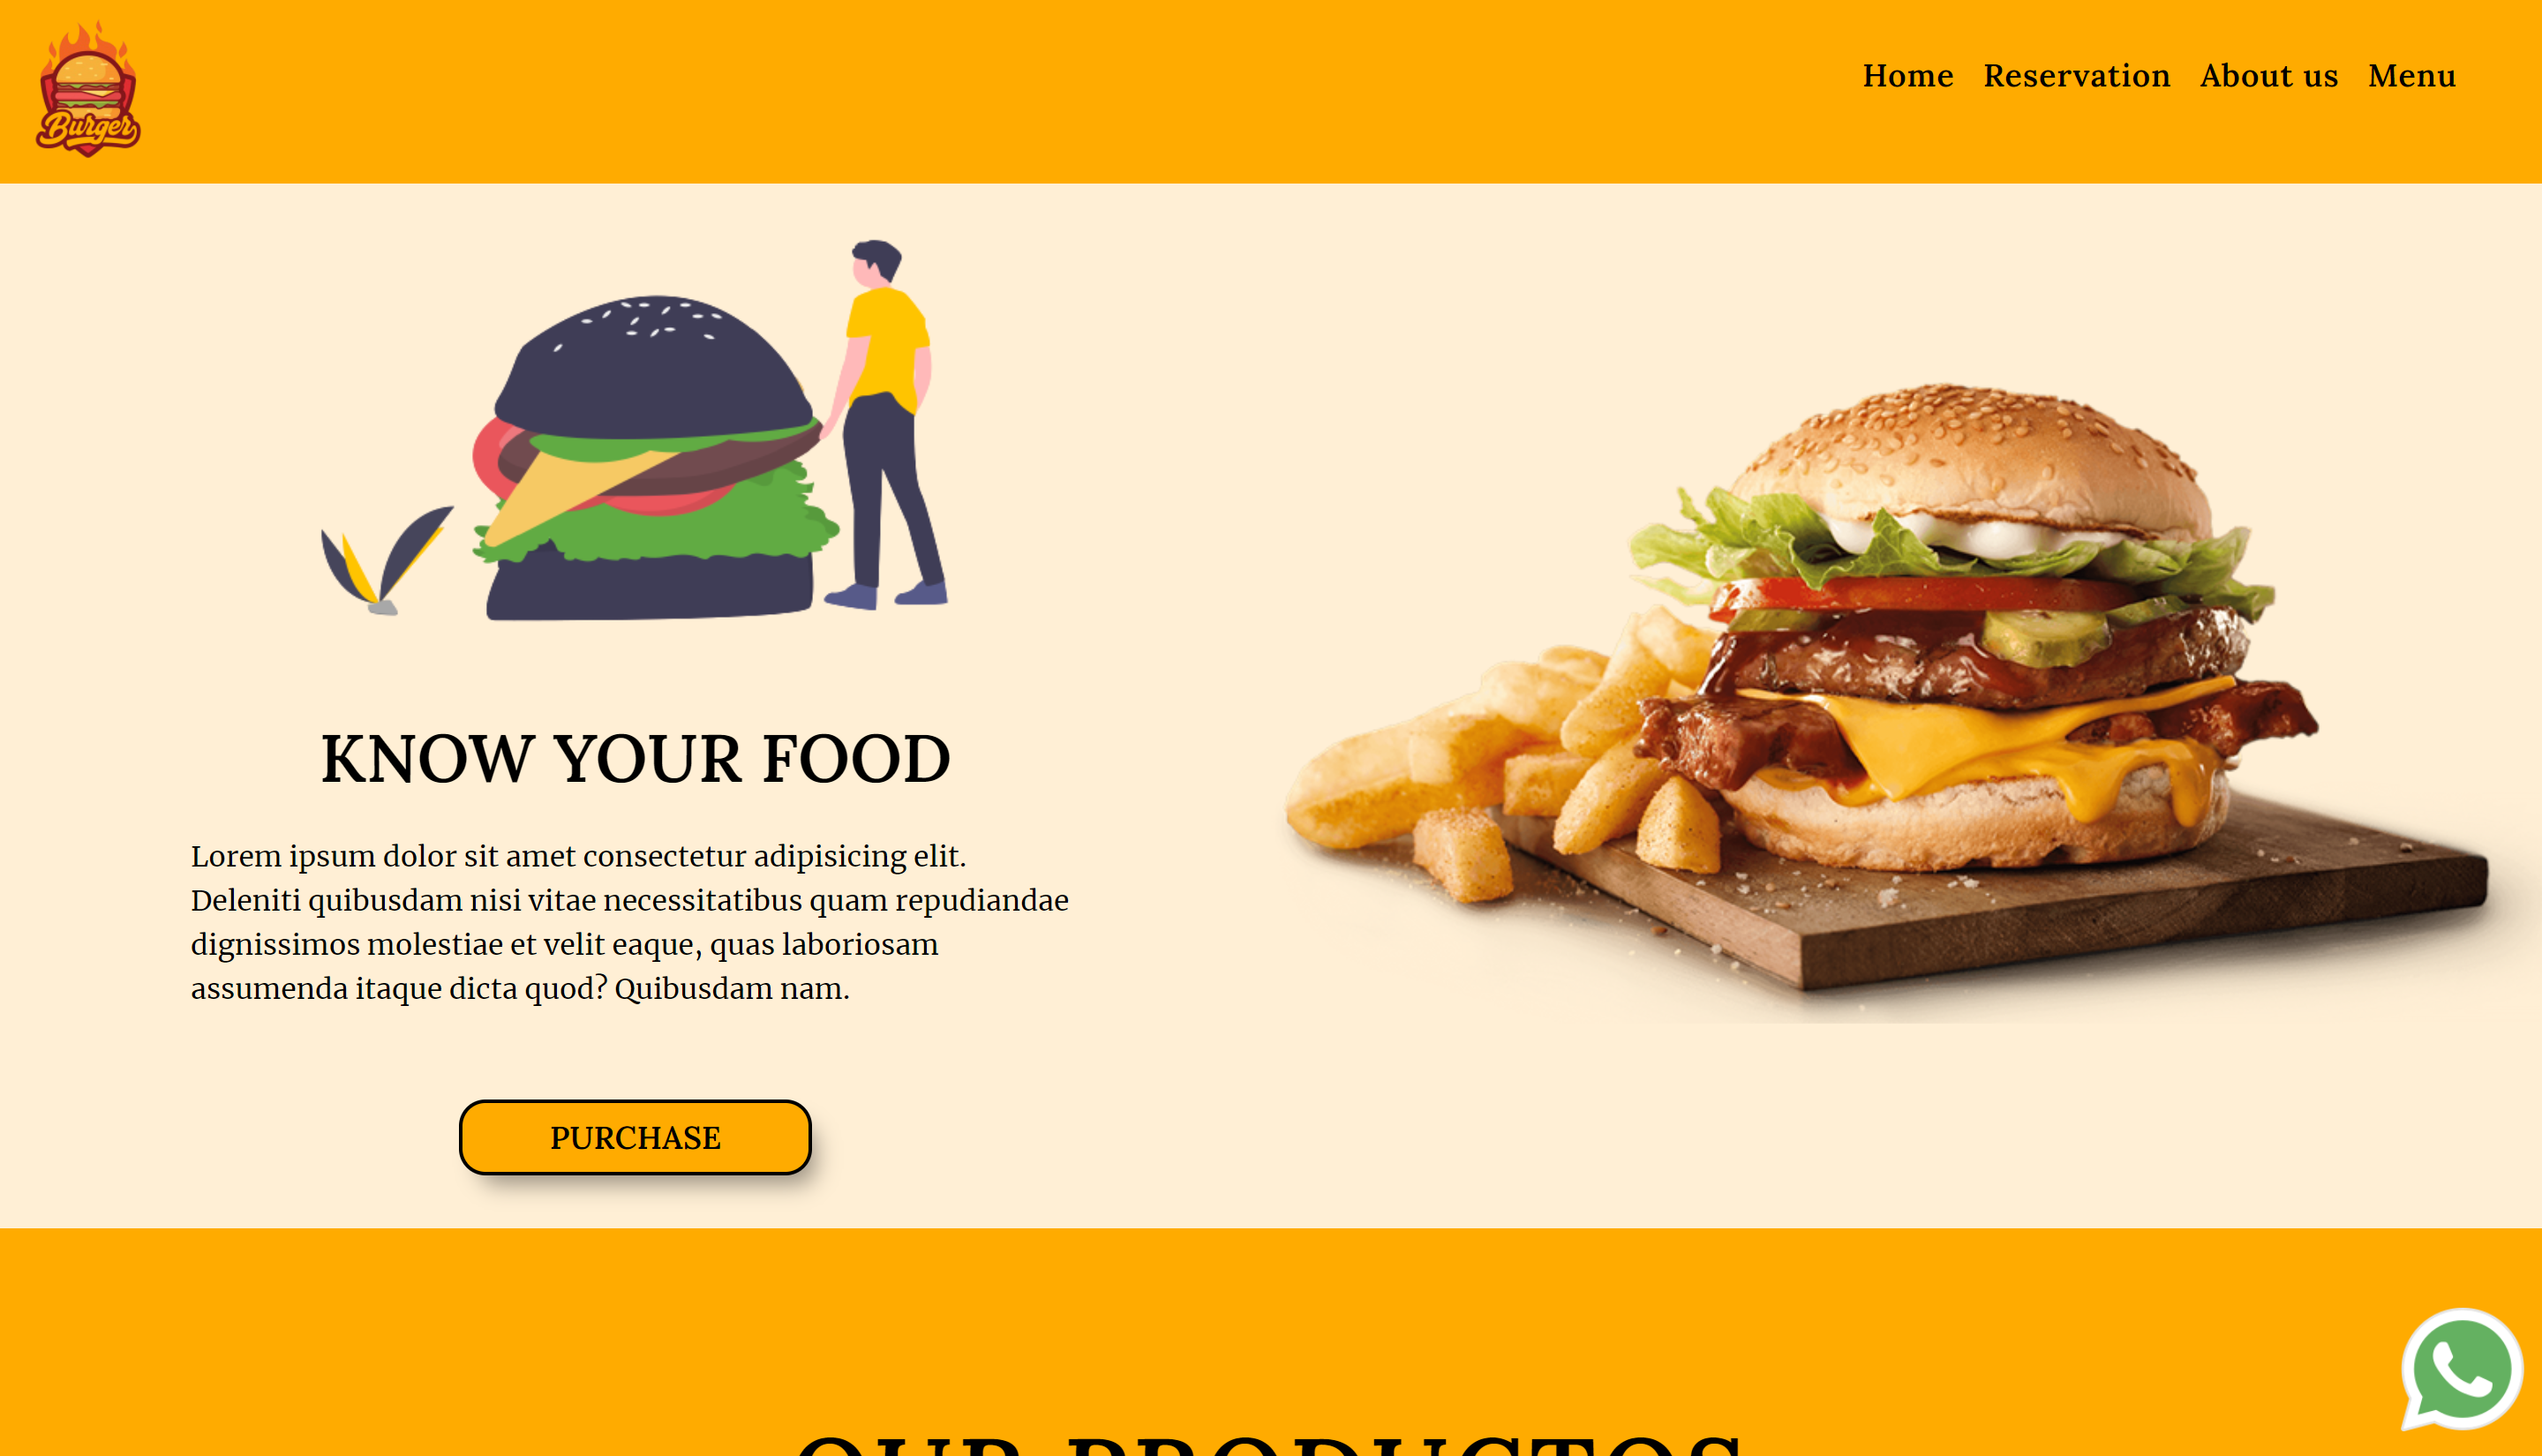 Burger
Home Reservation About us Menu
KNOW YOUR FOOD
Lorem ipsum dolor sit amet consectetur adipisicing elit.
Deleniti quibusdam nisi vitae necessitatibus quam repudiandae
dignissimos molestiae et velit eaque, quas laboriosam
assumenda itaque dicta quod? Quibusdam nam.
PURCHASE
OUR PRODUCTOS